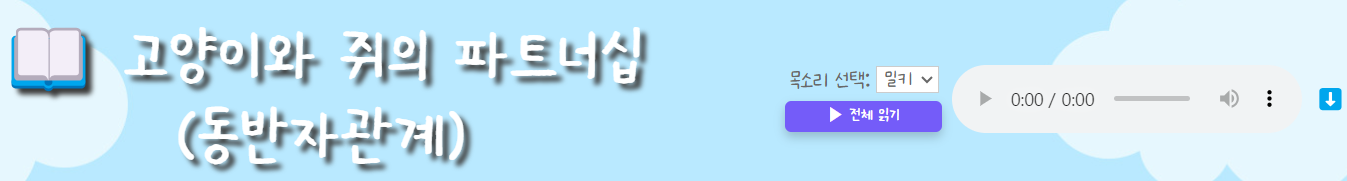 고양이와 쥐의 파트너십
(동반자관계)
목소리 선택: 밀키
▶ 전체 읽기
0:00 / 0:00